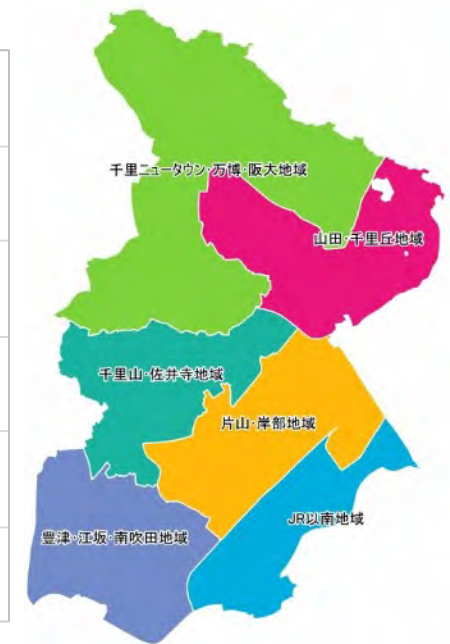 千里ニュータウン・万博・阪大地域
山田・千里丘地域
千里山・佐井寺地域
片山・岸部地域
JR以南地域
豊津・江坂・南吹田地域